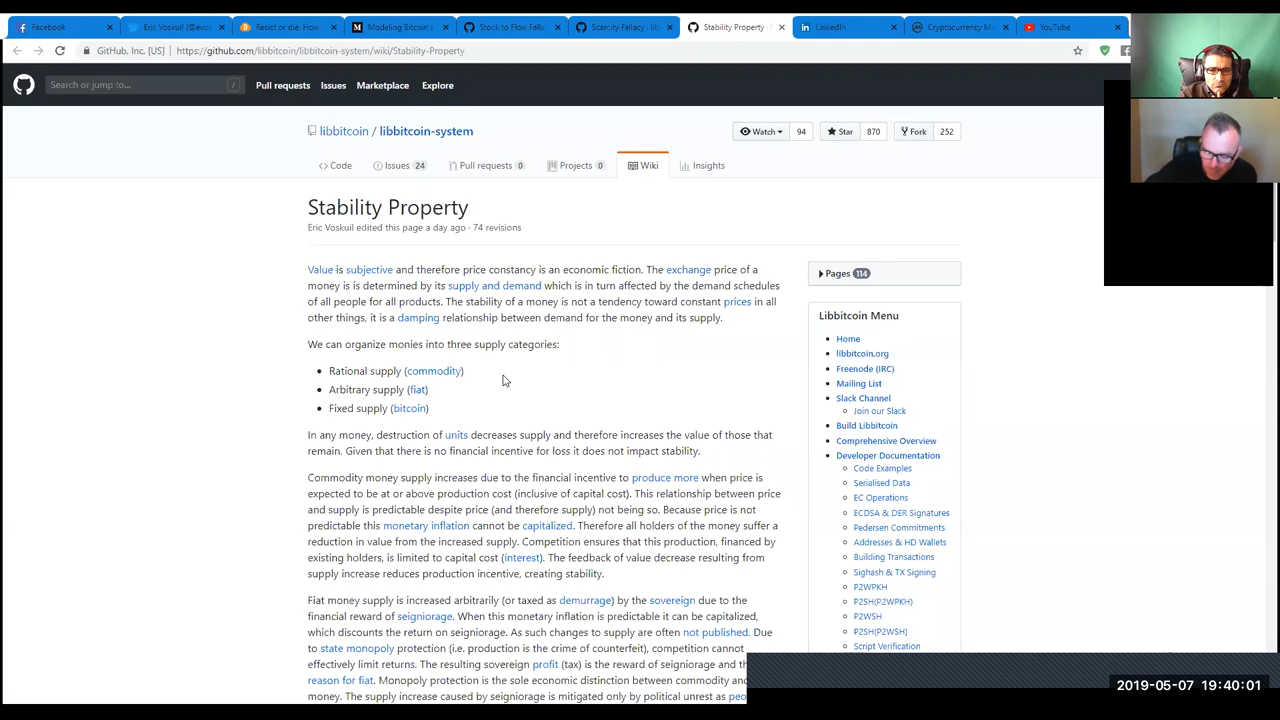 Facebook
Eric Voskuil (@evos
Resist or die: How
Modeling Bitcoin's
Stock to Flow Fallac
Scarcity Fallacy · lib
Stability Property ·
LinkedIn
Cryptocurrency M
YouTube
GitHub, Inc. [US] | https://github.com/libbitcoin/libbitcoin-system/wiki/Stability-Property
Search or jump to...
/
Pull requests Issues Marketplace Explore
libbitcoin / libbitcoin-system
Watch 94 Star 870 Fork 252
Code Issues 24 Pull requests 0 Projects 0 Wiki Insights
Stability Property
Eric Voskuil edited this page a day ago · 74 revisions
Value is subjective and therefore price constancy is an economic fiction. The exchange price of a
money is is determined by its supply and demand which is in turn affected by the demand schedules
of all people for all products. The stability of a money is not a tendency toward constant prices in all
other things, it is a damping relationship between demand for the money and its supply.
We can organize monies into three supply categories:
• Rational supply (commodity)
• Arbitrary supply (fiat)
• Fixed supply (bitcoin)
In any money, destruction of units decreases supply and therefore increases the value of those that
remain. Given that there is no financial incentive for loss it does not impact stability.
Commodity money supply increases due to the financial incentive to produce more when price is
expected to be at or above production cost (inclusive of capital cost). This relationship between price
and supply is predictable despite price (and therefore supply) not being so. Because price is not
predictable this monetary inflation cannot be capitalized. Therefore all holders of the money suffer a
reduction in value from the increased supply. Competition ensures that this production, financed by
existing holders, is limited to capital cost (interest). The feedback of value decrease resulting from
supply increase reduces production incentive, creating stability.
Fiat money supply is increased arbitrarily (or taxed as demurrage) by the sovereign due to the
financial reward of seigniorage. When this monetary inflation is predictable it can be capitalized,
which discounts the return on seigniorage. As such changes to supply are often not published. Due
to state monopoly protection (i.e. production is the crime of counterfeit), competition cannot
effectively limit returns. The resulting sovereign profit (tax) is the reward of seigniorage and th
reason for fiat. Monopoly protection is the sole economic distinction between commodity an
money. The supply increase caused by seigniorage is mitigated only by political unrest as peo
Pages 114
Libbitcoin Menu
• Home
• libbitcoin.org
• Freenode (IRC)
• Mailing List
• Slack Channel
Join our Slack
• Build Libbitcoin
• Comprehensive Overview
• Developer Documentation
Code Examples
Serialised Data
EC Operations
ECDSA & DER Signatures
Pedersen Commitments
Addresses & HD Wallets
Building Transactions
Sighash & TX Signing
P2WPKH
P2SH(P2WPKH)
P2WSH
P2SH(P2WSH)
Script Verification
2019-05-07 19:40:01